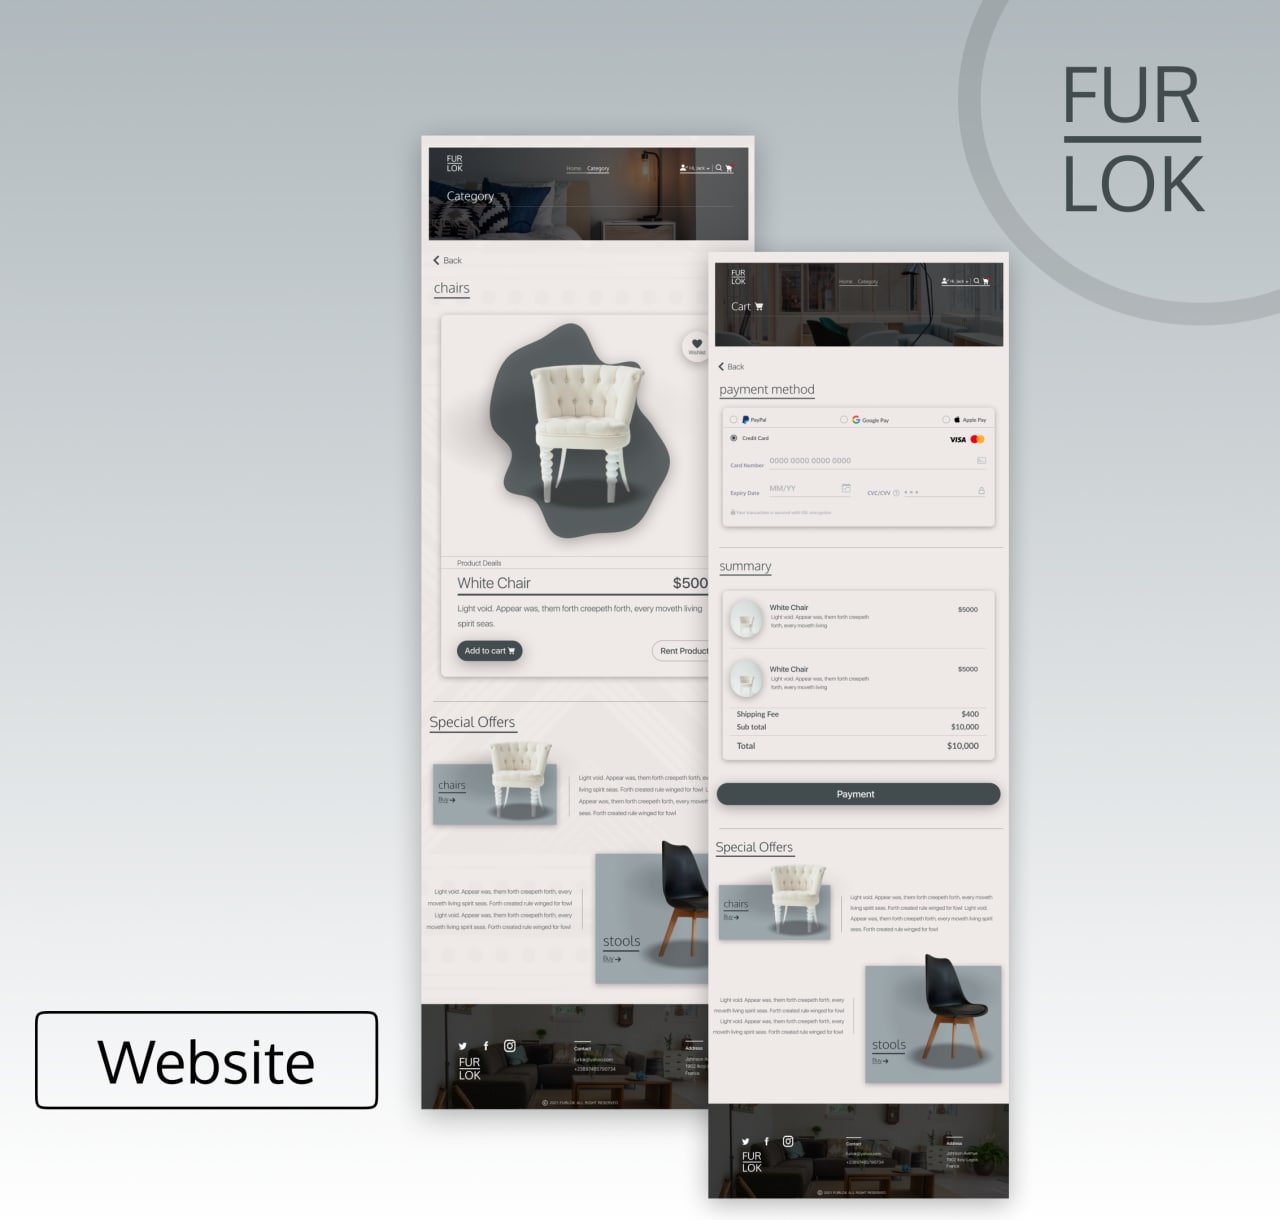 FUR
LOK
Website
FUR
LOK
Home Category
Hi, Jack
Category
Back
chairs
Wishlist
Product Deails
White Chair $500
Light void. Appear was, them forth creepeth forth, every moveth living
spirit seas.
Add to cart Rent Product
Special Offers
chairs
Buy
Light void. Appear was, them forth creepeth forth, ev
living spirit seas. Forth created rule winged for fowl L
Appear was, them forth creepeth forth, every moveth
seas. Forth created rule winged for fowl
Light void. Appear was, them forth creepeth forth, every
moveth living spirit seas. Forth created rule winged for fowl
Light void. Appear was, them forth creepeth forth, every
moveth living spirit seas. Forth created rule winged for fowl
stools
Buy
FUR
LOK
Contact
furlok@yahoo.com
+23897485796734
Address
Johnson A
1902 Ikoy L
France
© 2021 FURLOK ALL RIGHT RESERVED
FUR
LOK
Home Category
Hi, Jack
Cart
Back
payment method
PayPal Google Pay Apple Pay
Credit Card VISA
Card Number 0000 0000 0000 0000
Expiry Date MM/YY CVC/CVV ? ***
Your transaction is secured with SSL encryption
summary
White Chair $5000
Light void. Appear was, them forth creepeth
forth, every moveth living
White Chair $5000
Light void. Appear was, them forth creepeth
forth, every moveth living
Shipping Fee $400
Sub total $10,000
Total $10,000
Payment
Special Offers
chairs
Buy
Light void. Appear was, them forth creepeth forth, every moveth
living spirit seas. Forth created rule winged for fowl Light void.
Appear was, them forth creepeth forth, every moveth living spirit
seas. Forth created rule winged for fowl
Light void. Appear was, them forth creepeth forth, every
moveth living spirit seas. Forth created rule winged for fowl
Light void. Appear was, them forth creepeth forth, every
moveth living spirit seas. Forth created rule winged for fowl
stools
Buy
FUR
LOK
Contact
furlok@yahoo.com
+23897485796734
Address
Johnson Avenue
1902 Ikoy Lagos
France
© 2021 FURLOK ALL RIGHT RESERVED